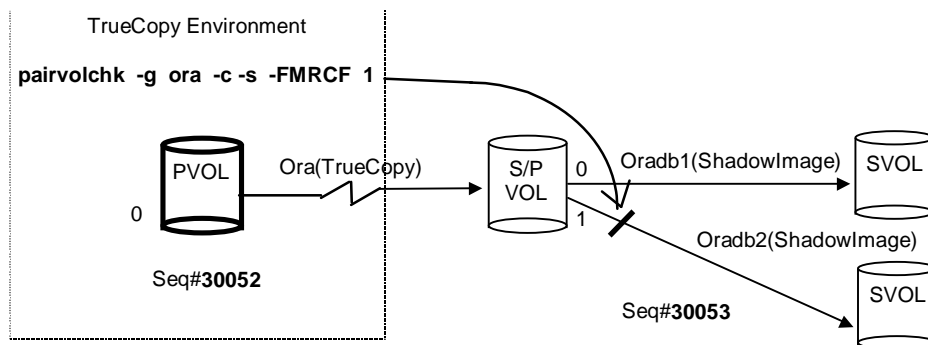 TrueCopy Environment
pairvolchk -g ora -c -s -FMRCF 1
PVOL
0
Ora(TrueCopy)
S/P
VOL
0
1
Oradb1(ShadowImage)
SVOL
Oradb2(ShadowImage)
SVOL
Seq#30052
Seq#30053